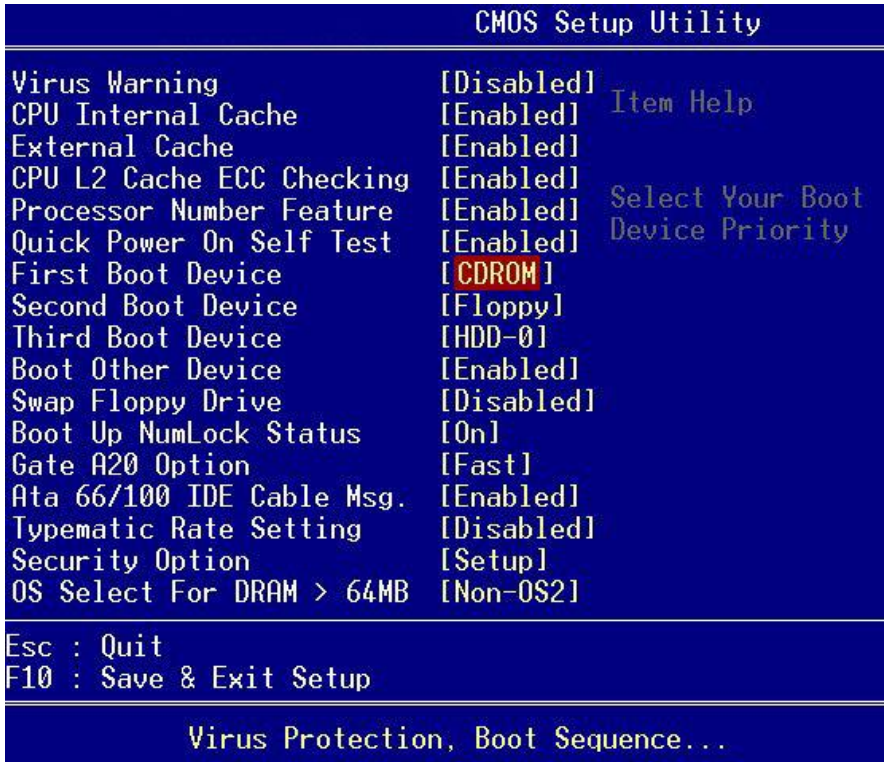 CMOS Setup Utility
Virus Warning [Disabled]
CPU Internal Cache [Enabled]
External Cache [Enabled]
CPU L2 Cache ECC Checking [Enabled]
Processor Number Feature [Enabled]
Quick Power On Self Test [Enabled]
First Boot Device [CDROM]
Second Boot Device [Floppy]
Third Boot Device [HDD-0]
Boot Other Device [Enabled]
Swap Floppy Drive [Disabled]
Boot Up NumLock Status [On]
Gate A20 Option [Fast]
Ata 66/100 IDE Cable Msg. [Enabled]
Typematic Rate Setting [Disabled]
Security Option [Setup]
OS Select For DRAM > 64MB [Non-OS2]
Item Help
Select Your Boot
Device Priority
Esc : Quit
F10 : Save & Exit Setup
Virus Protection, Boot Sequence...